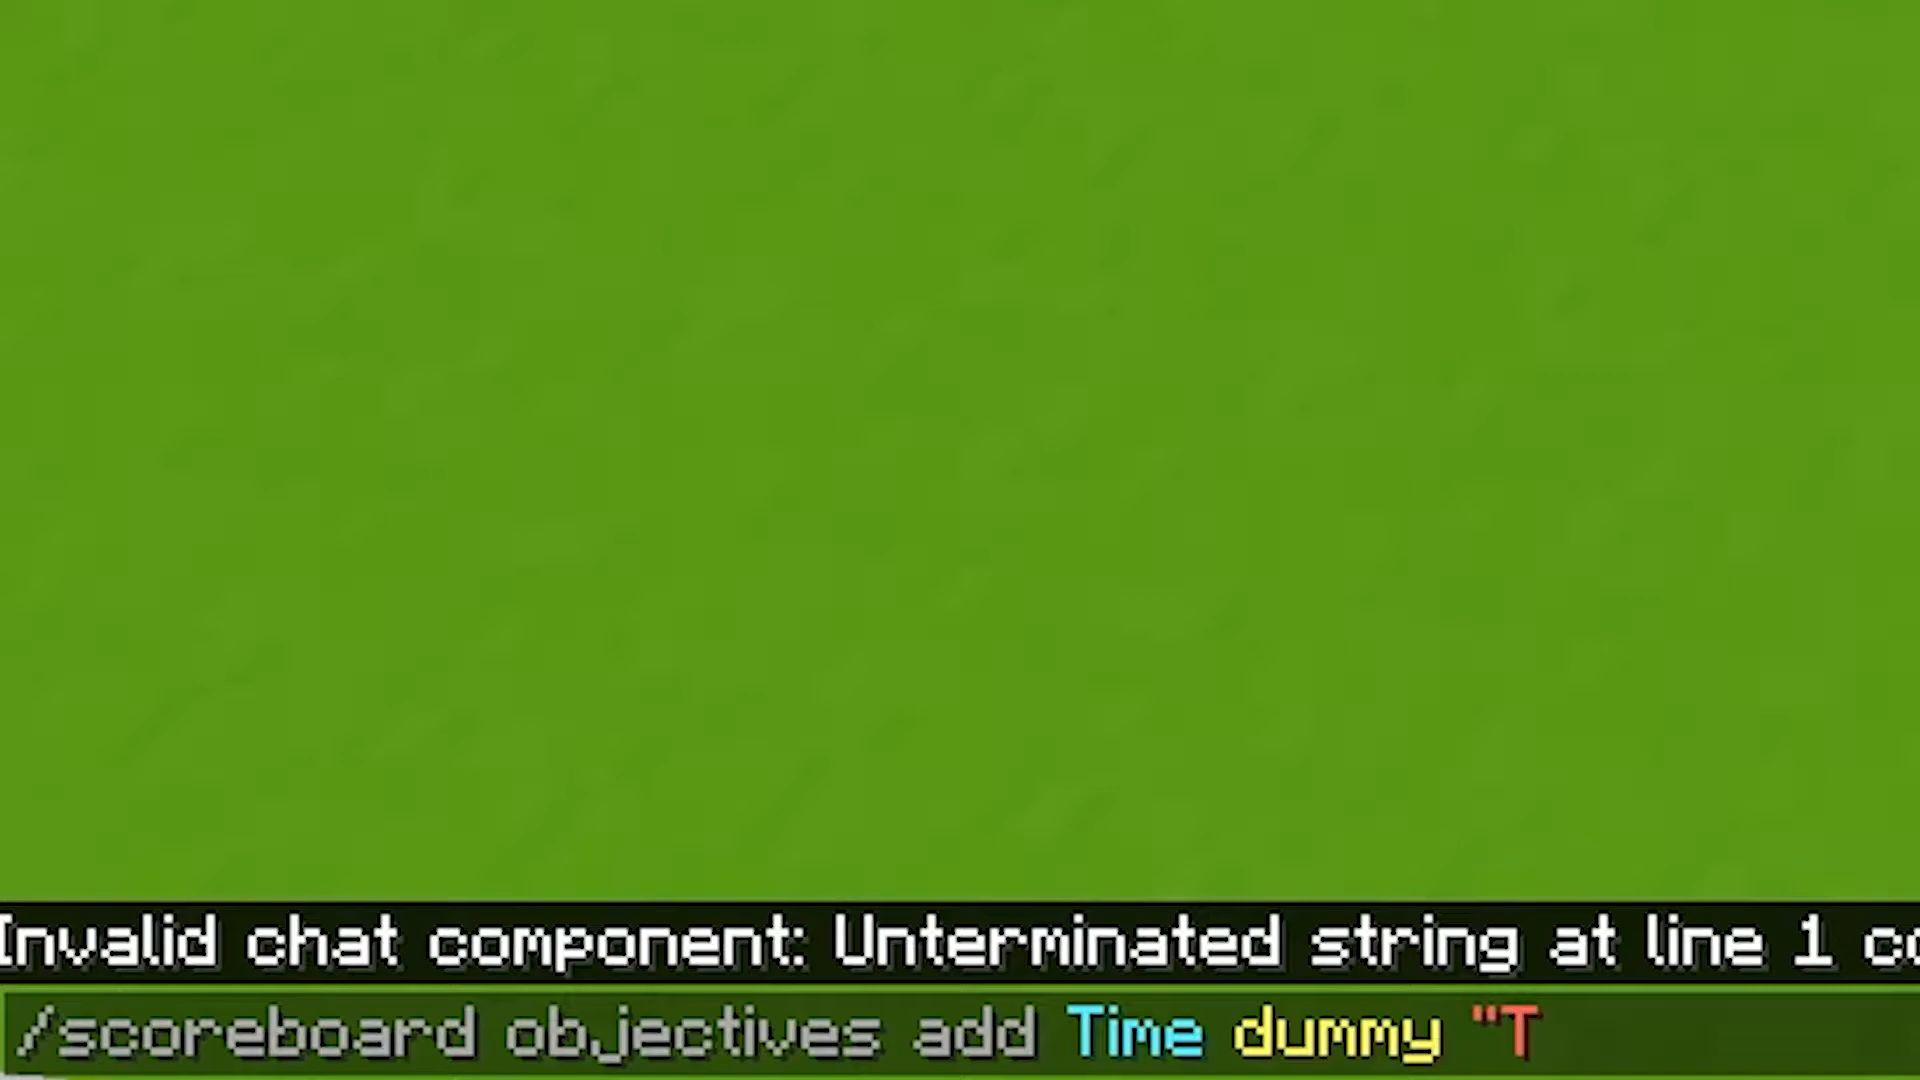 Invalid chat component: Unterminated string at line 1 co
/scoreboard objectives add Time dummy "T